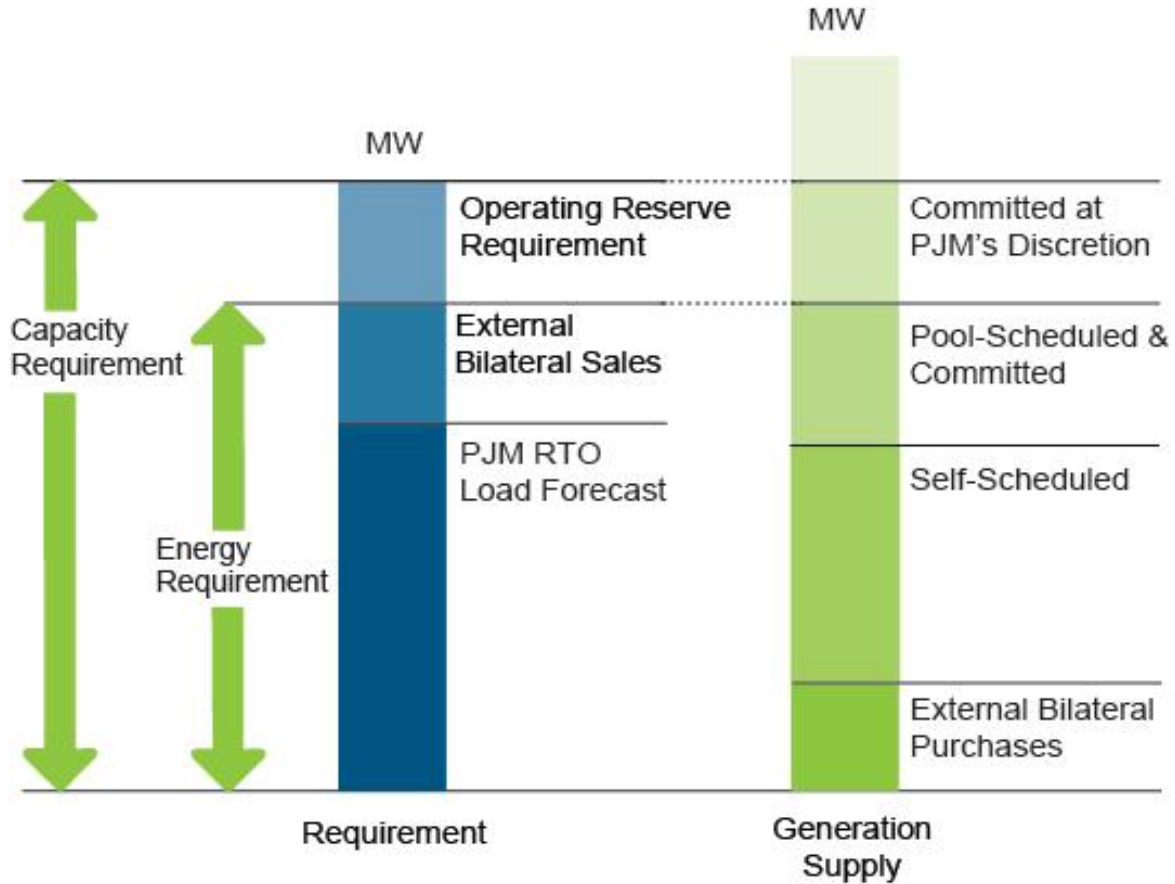 MW
MW
Operating Reserve
Requirement
Committed at
PJM's Discretion
Capacity
Requirement
External
Bilateral Sales
Pool-Scheduled &
Committed
PJM RTO
Load Forecast
Self-Scheduled
Energy
Requirement
External Bilateral
Purchases
Requirement
Generation
Supply